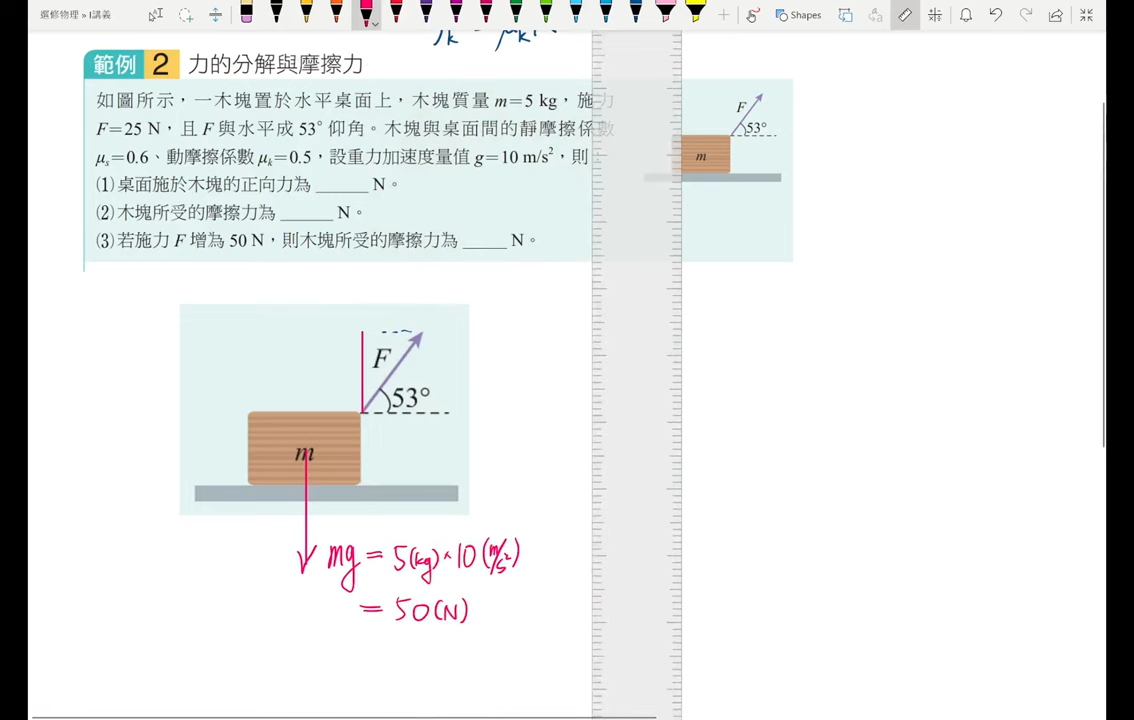 選修物理 I講義
Shapes
範例 2 力的分解與摩擦力
如圖所示，一木塊置於水平桌面上，木塊質量 m=5 kg，施力
F=25 N，且 F 與水平成 53° 仰角。木塊與桌面間的靜摩擦係數
μs=0.6、動摩擦係數 μk=0.5，設重力加速度量值 g=10 m/s²，則
(1)桌面施於木塊的正向力為 ______ N。
(2)木塊所受的摩擦力為 ______ N。
(3)若施力 F 增為 50 N，則木塊所受的摩擦力為 _____ N。
F
53°
m
F
53°
m
mg = 5(kg) × 10 (m/s²)
= 50(N)